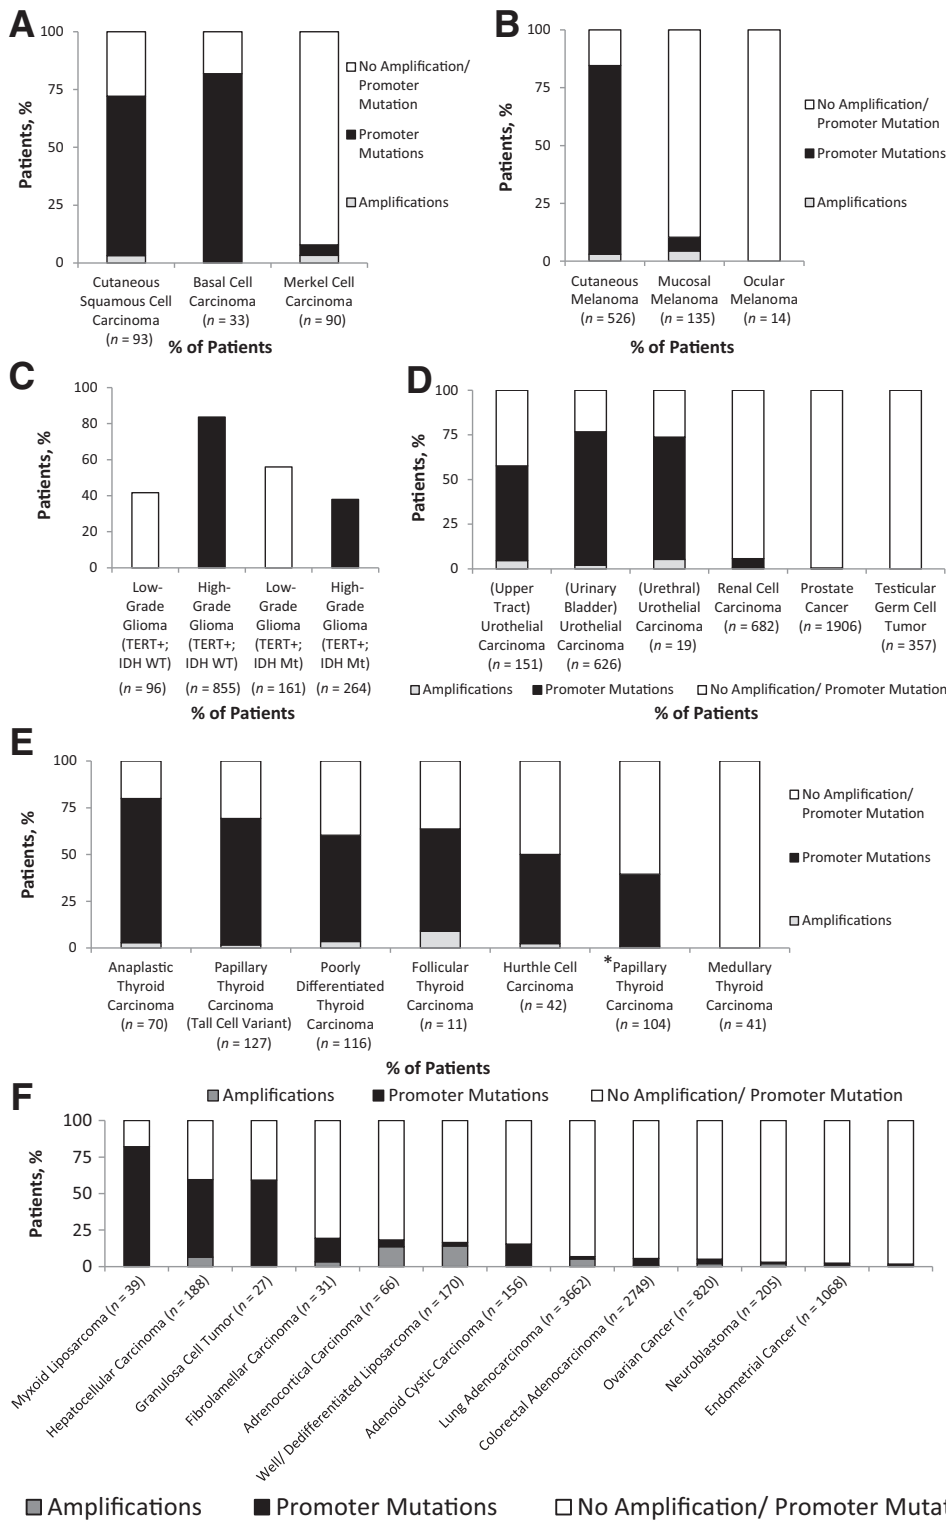 A
Patients, %
100
75
50
25
0
No Amplification/
Promoter
Mutation
Promoter
Mutations
Amplifications
Cutaneous
Squamous Cell
Carcinoma
(n = 93)
Basal Cell
Carcinoma
(n = 33)
Merkel Cell
Carcinoma
(n = 90)
% of Patients
B
Patients, %
100
75
50
25
0
No Amplification/
Promoter Mutation
Promoter Mutations
Amplifications
Cutaneous
Melanoma
(n = 526)
Mucosal
Melanoma
(n = 135)
Ocular
Melanoma
(n = 14)
% of Patients
C
Patients, %
100
80
60
40
20
0
Low-
Grade
Glioma
(TERT+;
IDH WT)
(n = 96)
High-
Grade
Glioma
(TERT+;
IDH WT)
(n = 855)
Low-
Grade
Glioma
(TERT+;
IDH Mt)
(n = 161)
High-
Grade
Glioma
(TERT+;
IDH Mt)
(n = 264)
% of Patients
D
Patients, %
100
75
50
25
0
(Upper
Tract)
Urothelial
Carcinoma
(n = 151)
(Urinary
Bladder)
Urothelial
Carcinoma
(n = 626)
(Urethral)
Urothelial
Carcinoma
(n = 19)
Renal Cell
Carcinoma
(n = 682)
Prostate
Cancer
(n = 1906)
Testicular
Germ Cell
Tumor
(n = 357)
Amplifications
Promoter Mutations
No Amplification/ Promoter Mutation
% of Patients
E
Patients, %
100
75
50
25
0
No Amplification/
Promoter Mutation
Promoter Mutations
Amplifications
Anaplastic
Thyroid
Carcinoma
(n = 70)
Papillary
Thyroid
Carcinoma
(Tall Cell Variant)
(n = 127)
Poorly
Differentiated
Thyroid
Carcinoma
(n = 116)
Follicular
Thyroid
Carcinoma
(n = 11)
Hurthle Cell
Carcinoma
(n = 42)
*Papillary
Thyroid
Carcinoma
(n = 104)
Medullary
Thyroid
Carcinoma
(n = 41)
% of Patients
F
Amplifications
Promoter Mutations
No Amplification/ Promoter Mutation
Patients, %
100
75
50
25
0
Myxoid Liposarcoma (n = 39)
Hepatocellular Carcinoma (n = 188)
Granulosa Cell Tumor (n = 27)
Fibrolamellar Carcinoma (n = 31)
Adrenocortical Carcinoma (n = 66)
Well/ Dedifferentiated Liposarcoma (n = 170)
Adenoid Cystic Carcinoma (n = 156)
Lung Adenocarcinoma (n = 3662)
Colorectal Adenocarcinoma (n = 2749)
Ovarian Cancer (n = 820)
Neuroblastoma (n = 205)
Endometrial Cancer (n = 1068)
Amplifications
Promoter Mutations
No Amplification/ Promoter